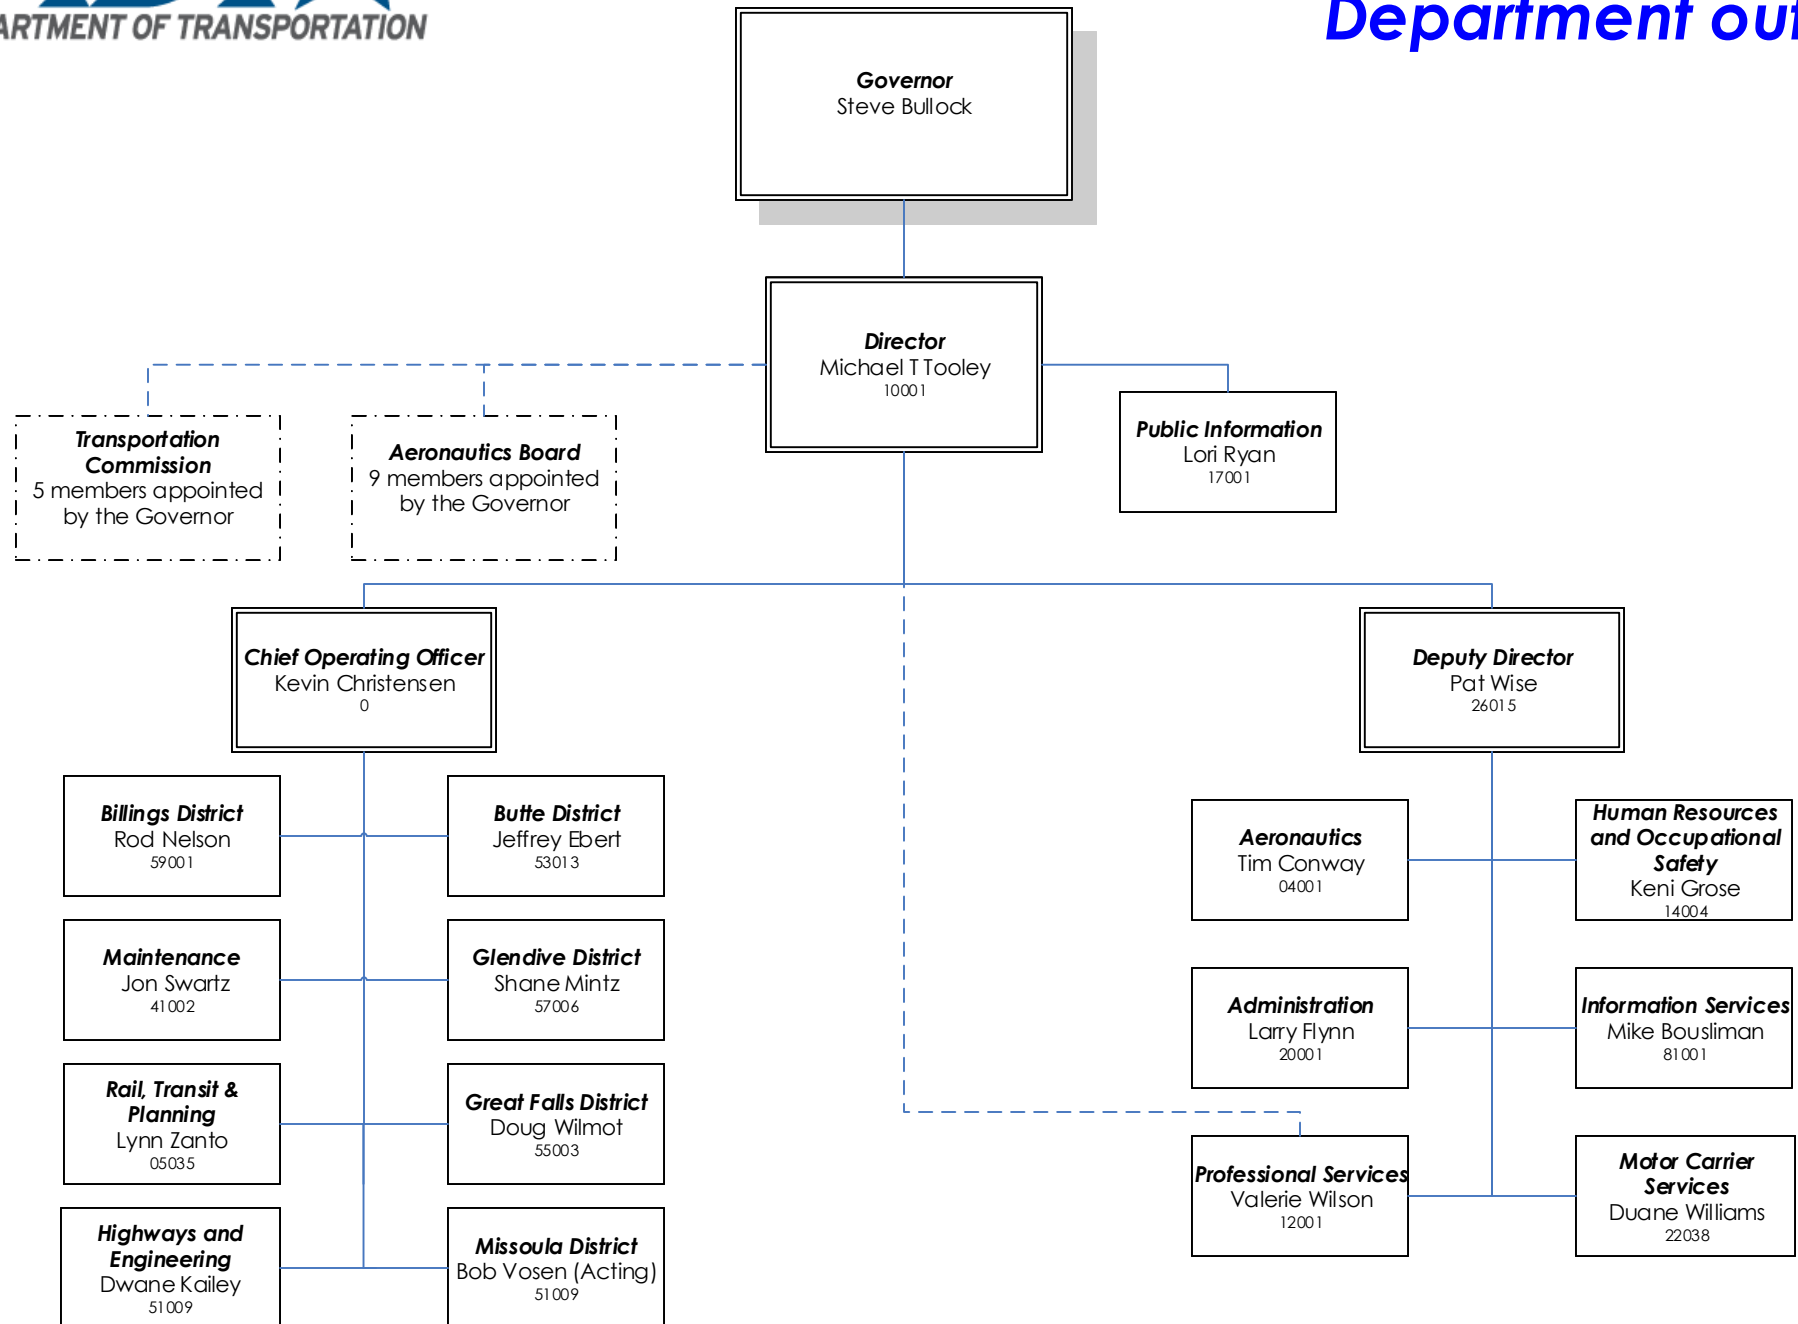 DEPARTMENT OF TRANSPORTATION
Department out
Governor
Steve Bullock
Director
Michael T Tooley
10001
Transportation
Commission
5 members appointed
by the Governor
Aeronautics Board
9 members appointed
by the Governor
Public Information
Lori Ryan
17001
Chief Operating Officer
Kevin Christensen
0
Deputy Director
Pat Wise
26015
Billings District
Rod Nelson
59001
Butte District
Jeffrey Ebert
53013
Maintenance
Jon Swartz
41002
Glendive District
Shane Mintz
57006
Rail, Transit &
Planning
Lynn Zanto
05035
Great Falls District
Doug Wilmot
55003
Highways and
Engineering
Dwane Kailey
51009
Missoula District
Bob Vosen (Acting)
51009
Aeronautics
Tim Conway
04001
Human Resources
and Occupational
Safety
Keni Grose
14004
Administration
Larry Flynn
20001
Information Services
Mike Bousliman
81001
Professional Services
Valerie Wilson
12001
Motor Carrier
Services
Duane Williams
22038